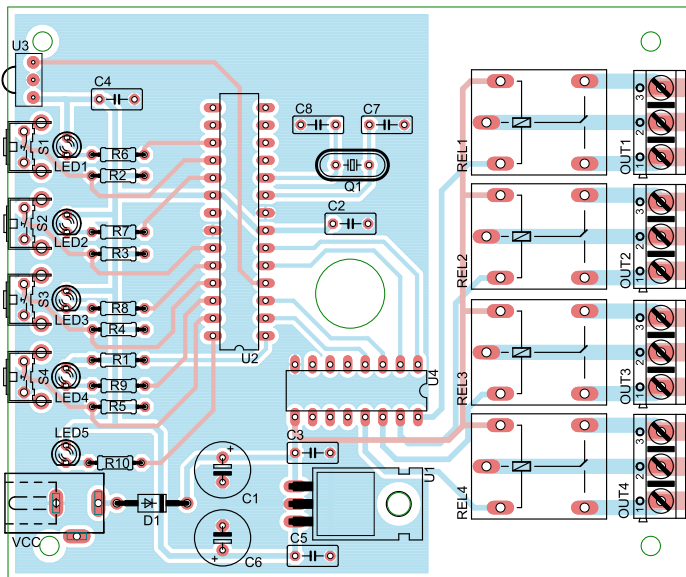 U3
C4
C8
C7
S1
LED1
R6
R2
Q1
REL1
3
2
1
OUT1
S2
LED2
R7
R3
C2
REL2
3
2
1
OUT2
S3
LED3
R8
R4
U2
REL3
3
2
1
OUT3
S4
LED4
R1
R9
R5
U4
REL4
3
2
1
OUT4
LED5
R10
C3
+
C1
U1
VCC
D1
+
C6
C5